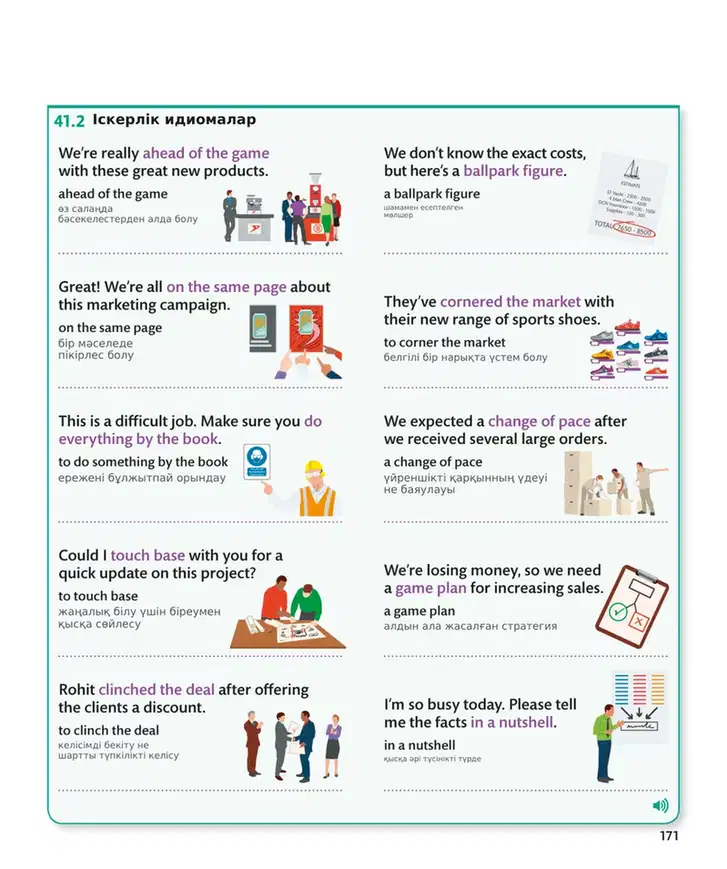 41.2 Іскерлік идиомалар
We're really ahead of the game
with these great new products.
ahead of the game
өз саланда
бәсекелестерден алда болу
Great! We're all on the same page about
this marketing campaign.
on the same page
бір мәселеде
пікірлес болу
This is a difficult job. Make sure you do
everything by the book.
to do something by the book
ережені бұлжытпай орындау
Could I touch base with you for a
quick update on this project?
to touch base
жаңалық білу үшін біреумен
қысқа сөйлесу
Rohit clinched the deal after offering
the clients a discount.
to clinch the deal
келісімді бекіту не
шартты түпкілікті келісу
We don't know the exact costs,
but here's a ballpark figure.
a ballpark figure
шамамен есептелген
мөлшер
ESTIMATE
TOTAL: 7650 - 8500
They've cornered the market with
their new range of sports shoes.
to corner the market
белгілі бір нарықта үстем болу
We expected a change of pace after
we received several large orders.
a change of pace
үйреншікті қарқынның үдеуі
не баяулауы
We're losing money, so we need
a game plan for increasing sales.
a game plan
алдын ала жасалған стратегия
I'm so busy today. Please tell
me the facts in a nutshell.
in a nutshell
қысқа әрі түсінікті түрде
171